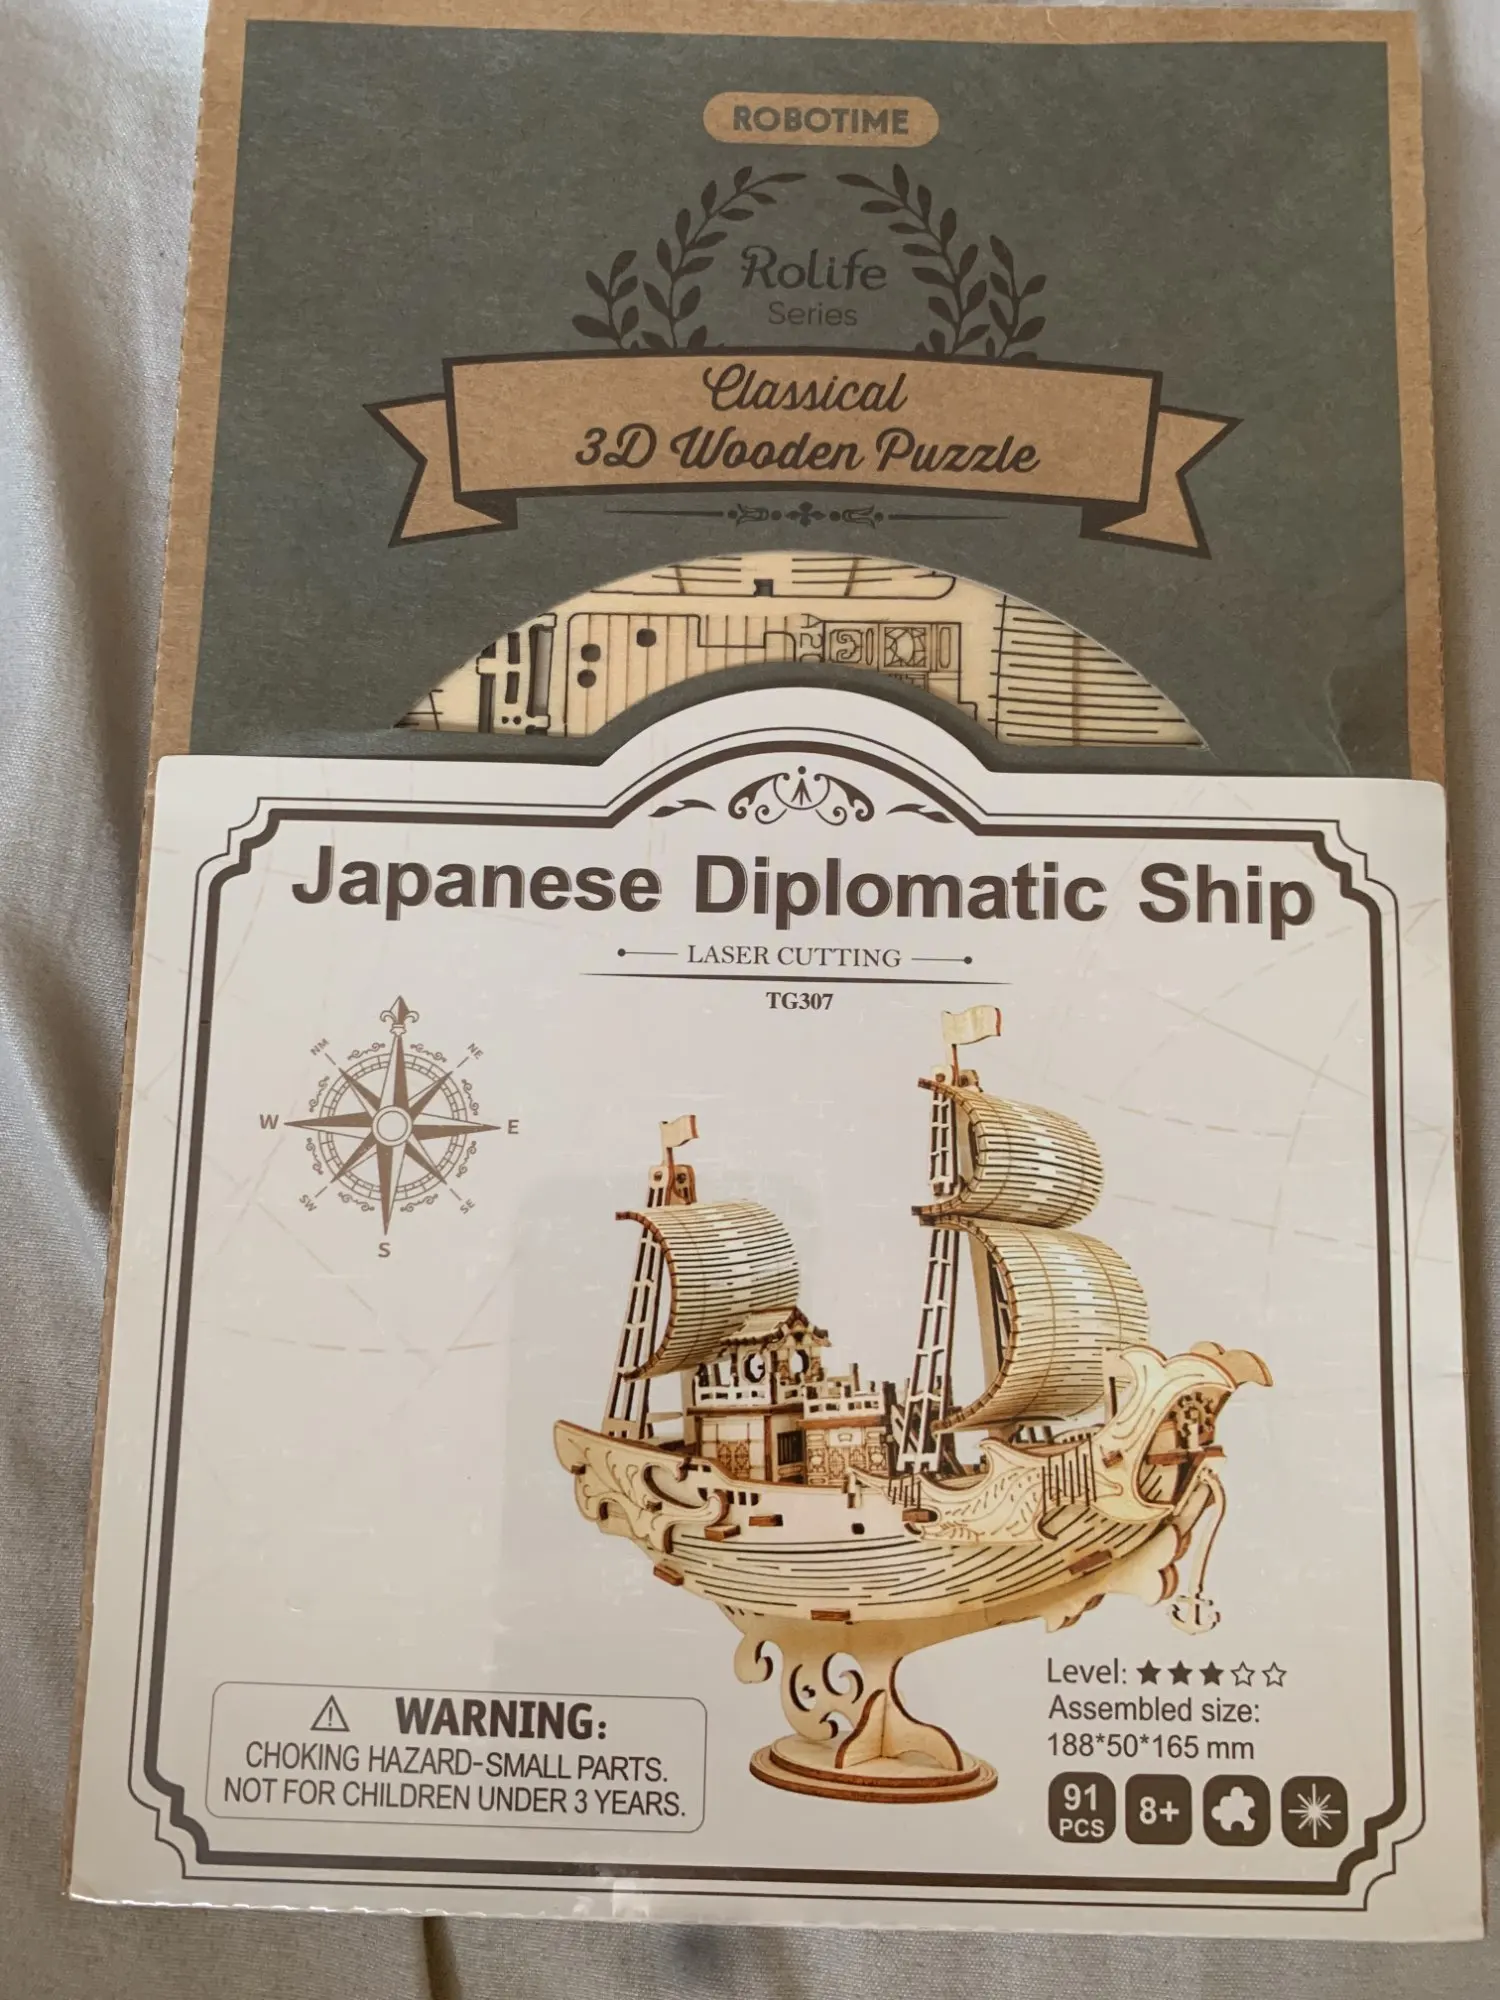 ROBOTIME
Rolife
Series
Classical
3D Wooden Puzzle
Japanese Diplomatic Ship
LASER CUTTING
TG307
NM
NE
W
E
SW
SE
S
Level: ★★★☆☆
Assembled size:
188*50*165 mm
WARNING:
CHOKING HAZARD-SMALL PARTS.
NOT FOR CHILDREN UNDER 3 YEARS.
91
PCS
8+